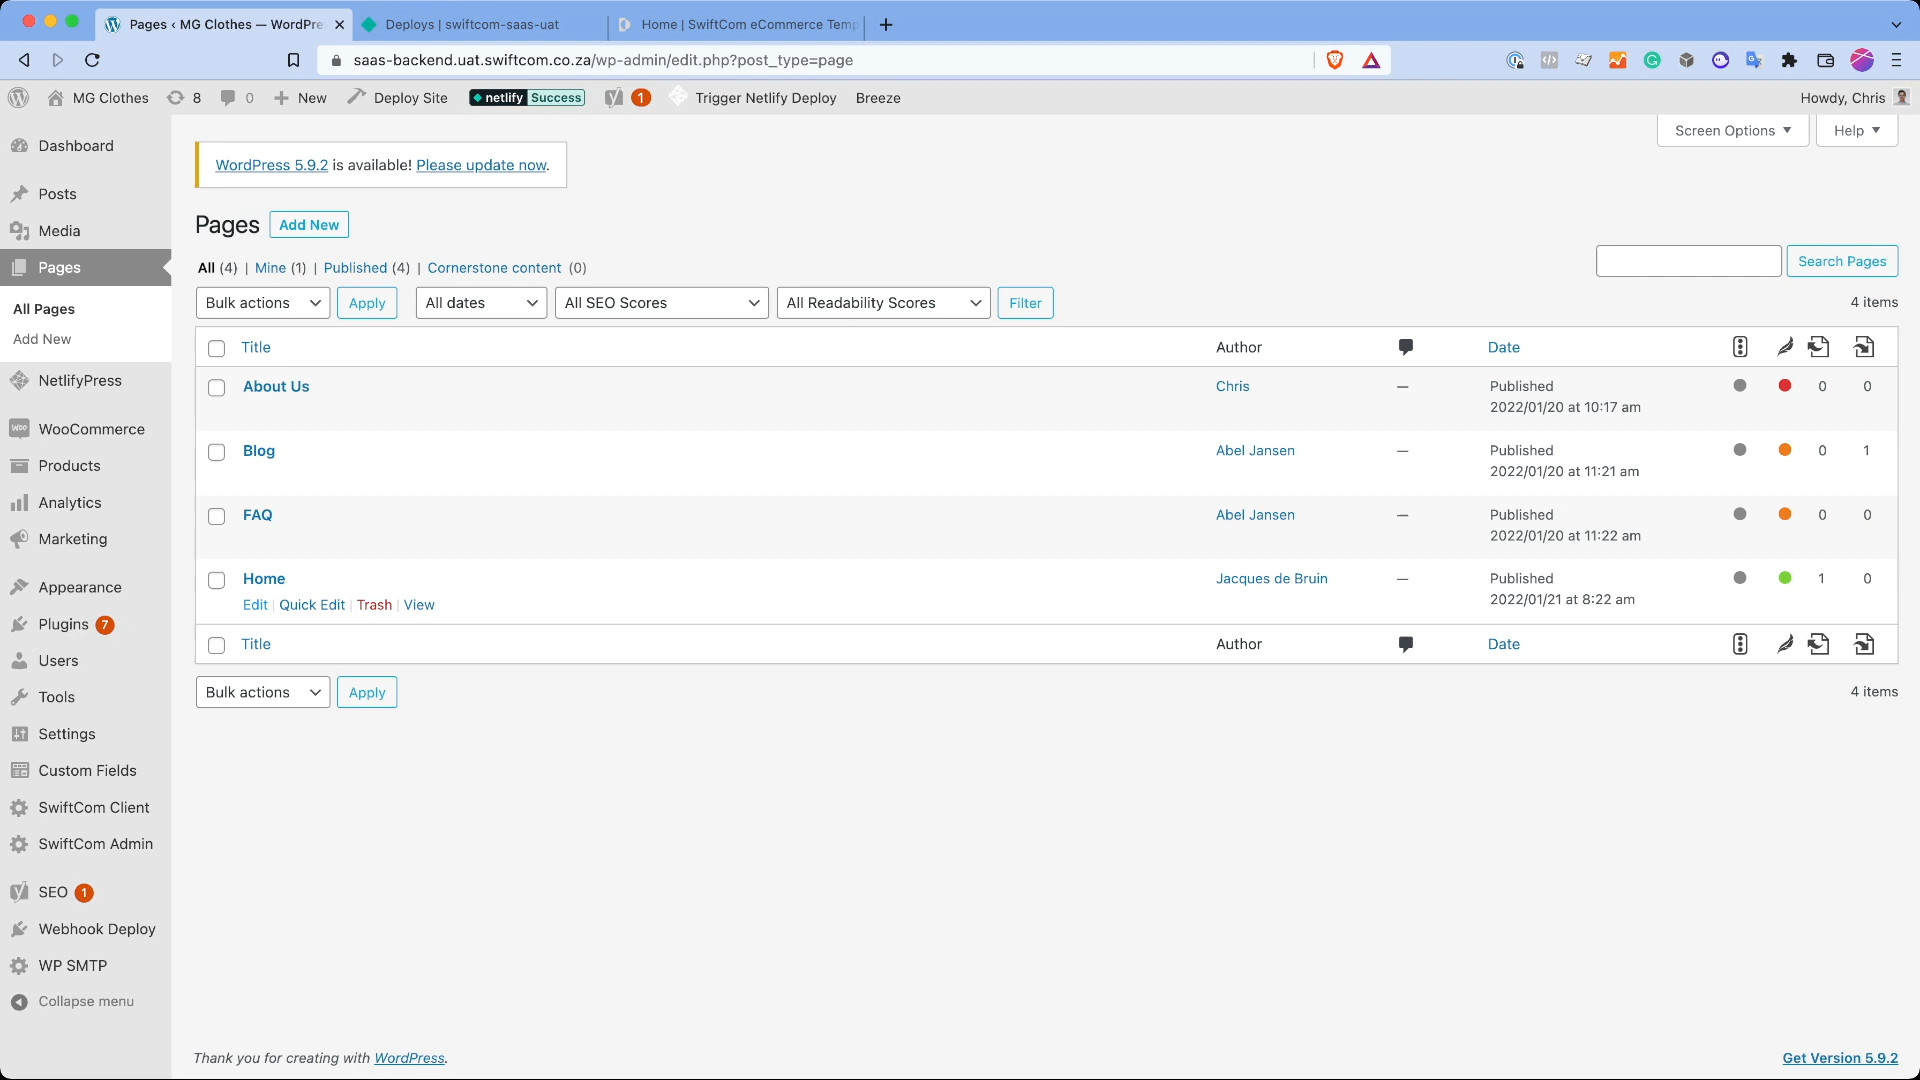 Pages ‹ MG Clothes — WordPre
Deploys | swiftcom-saas-uat
Home | SwiftCom eCommerce Temp
saas-backend.uat.swiftcom.co.za/wp-admin/edit.php?post_type=page
MG Clothes
8
0
New
Deploy Site
netlify Success
1
Trigger Netlify Deploy
Breeze
Howdy, Chris
Screen Options
Help
Dashboard
Posts
Media
Pages
All Pages
Add New
NetlifyPress
WooCommerce
Products
Analytics
Marketing
Appearance
Plugins 7
Users
Tools
Settings
Custom Fields
SwiftCom Client
SwiftCom Admin
SEO 1
Webhook Deploy
WP SMTP
Collapse menu
WordPress 5.9.2 is available! Please update now.
Pages Add New
All (4) | Mine (1) | Published (4) | Cornerstone content (0)
Search Pages
Bulk actions Apply All dates All SEO Scores All Readability Scores Filter 4 items
Title Author Date
About Us Chris — Published 0 0
2022/01/20 at 10:17 am
Blog Abel Jansen — Published 0 1
2022/01/20 at 11:21 am
FAQ Abel Jansen — Published 0 0
2022/01/20 at 11:22 am
Home Jacques de Bruin — Published 1 0
Edit | Quick Edit | Trash | View 2022/01/21 at 8:22 am
Title Author Date
Bulk actions Apply 4 items
Thank you for creating with WordPress.
Get Version 5.9.2